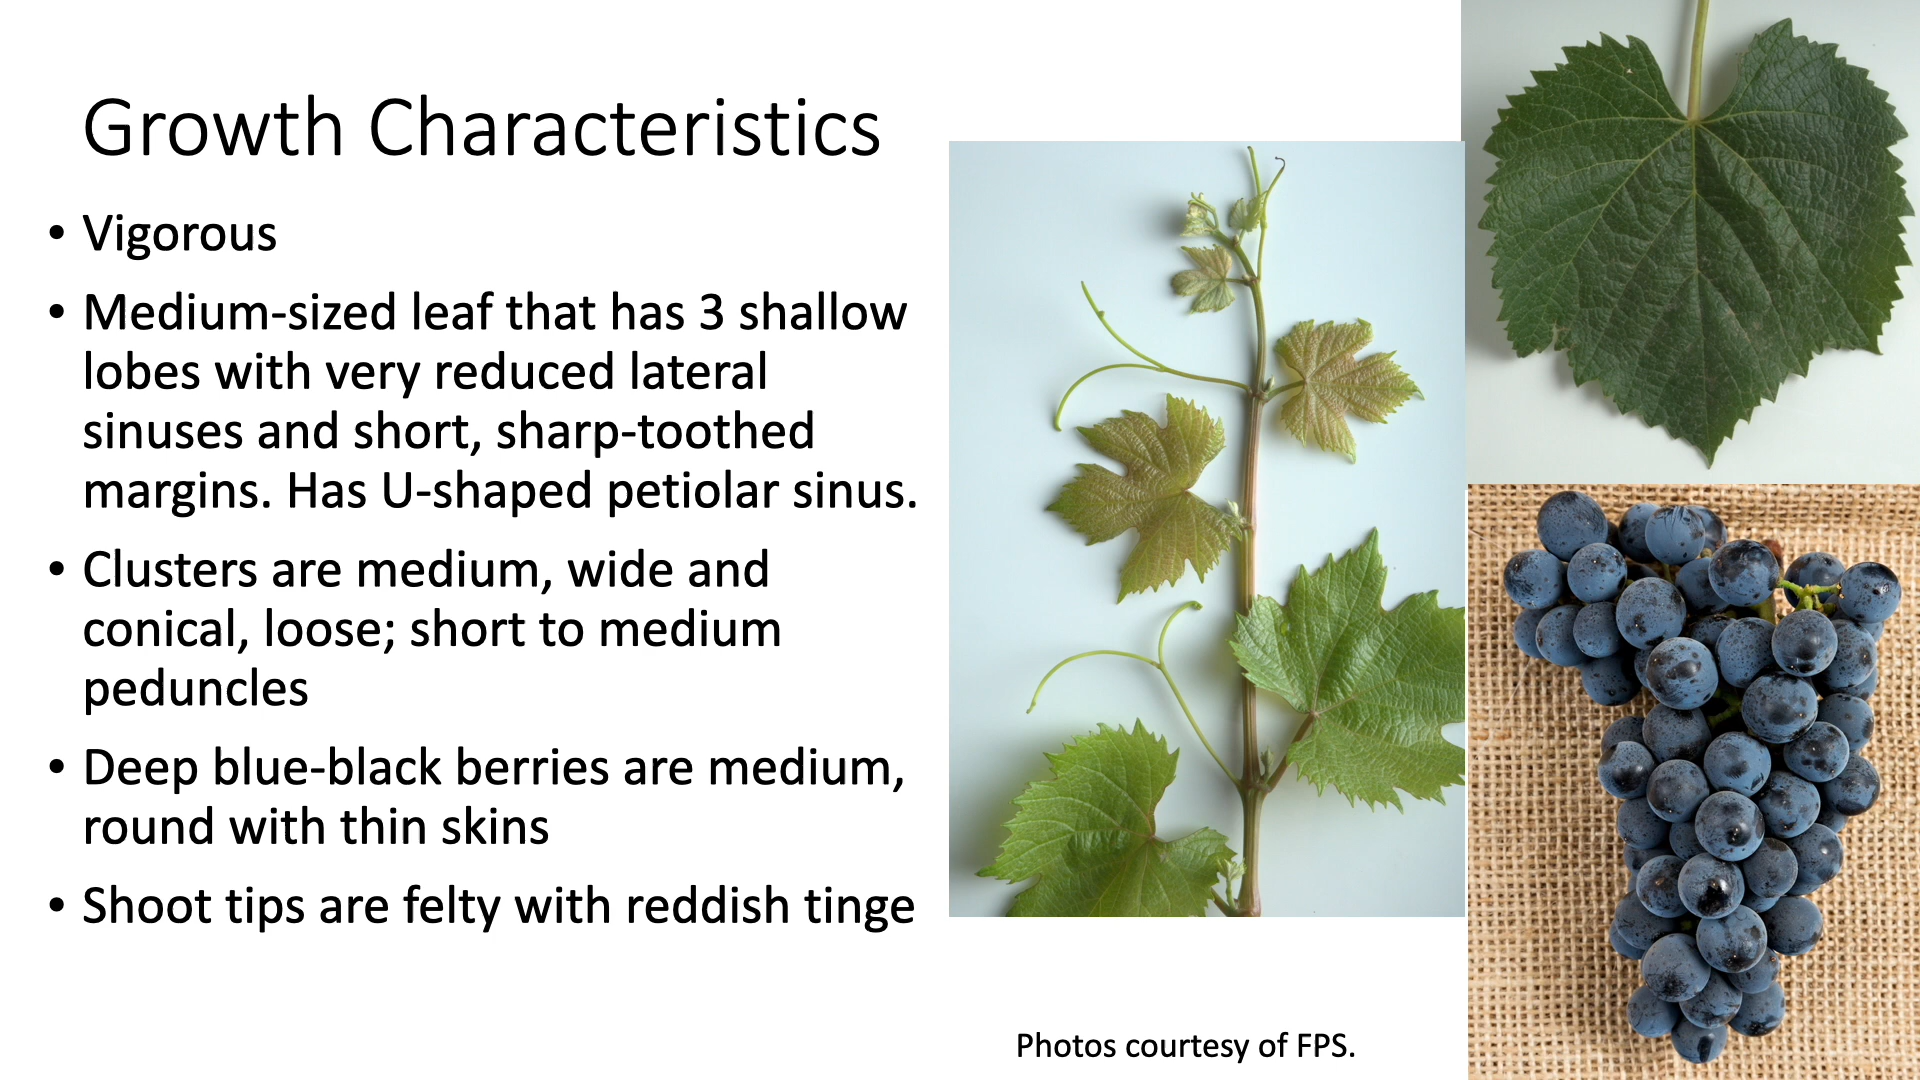 Growth Characteristics
• Vigorous
• Medium-sized leaf that has 3 shallow
lobes with very reduced lateral
sinuses and short, sharp-toothed
margins. Has U-shaped petiolar sinus.
• Clusters are medium, wide and
conical, loose; short to medium
peduncles
• Deep blue-black berries are medium,
round with thin skins
• Shoot tips are felty with reddish tinge
Photos courtesy of FPS.